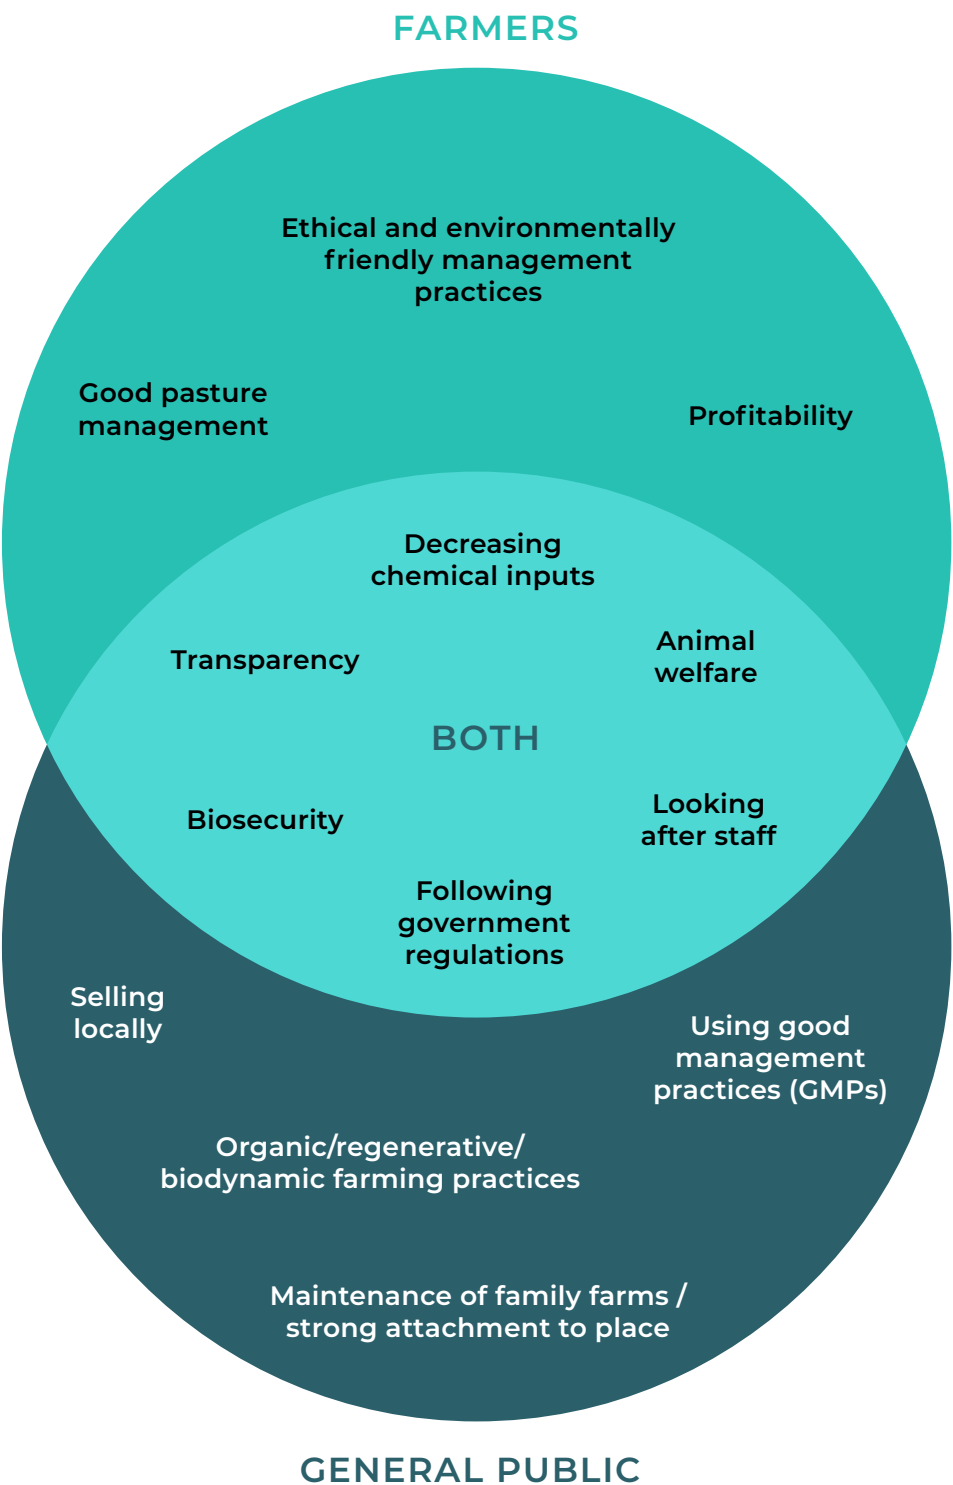 FARMERS
Ethical and environmentally
friendly management
practices
Good pasture
management
Profitability
Decreasing
chemical inputs
Transparency
Animal
welfare
BOTH
Biosecurity
Looking
after staff
Following
government
regulations
Selling
locally
Using good
management
practices (GMPs)
Organic/regenerative/
biodynamic farming practices
Maintenance of family farms /
strong attachment to place
GENERAL PUBLIC